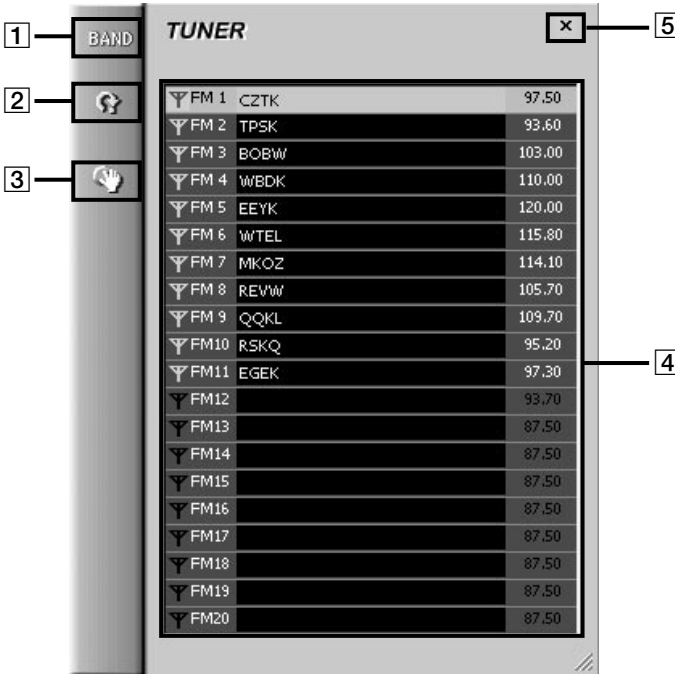 1 BAND TUNER × 5
2
3
4
FM 1 CZTK 97.50
FM 2 TPSK 93.60
FM 3 BOBW 103.00
FM 4 WBDK 110.00
FM 5 EEYK 120.00
FM 6 WTEL 115.80
FM 7 MKOZ 114.10
FM 8 REVW 105.70
FM 9 QQKL 109.70
FM10 RSKQ 95.20
FM11 EGEK 97.30
FM12 93.70
FM13 87.50
FM14 87.50
FM15 87.50
FM16 87.50
FM17 87.50
FM18 87.50
FM19 87.50
FM20 87.50